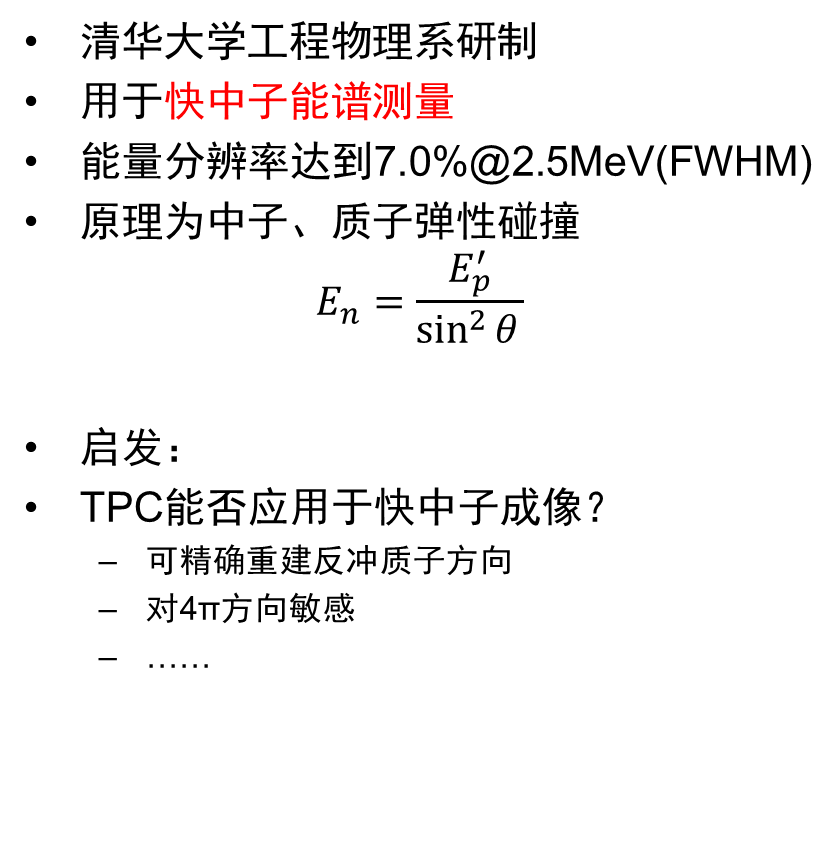 • 清华大学工程物理系研制
• 用于快中子能谱测量
• 能量分辨率达到7.0%@2.5MeV(FWHM)
• 原理为中子、质子弹性碰撞
E_n = E'_p / sin² θ
• 启发：
• TPC能否应用于快中子成像？
– 可精确重建反冲质子方向
– 对4π方向敏感
– ……